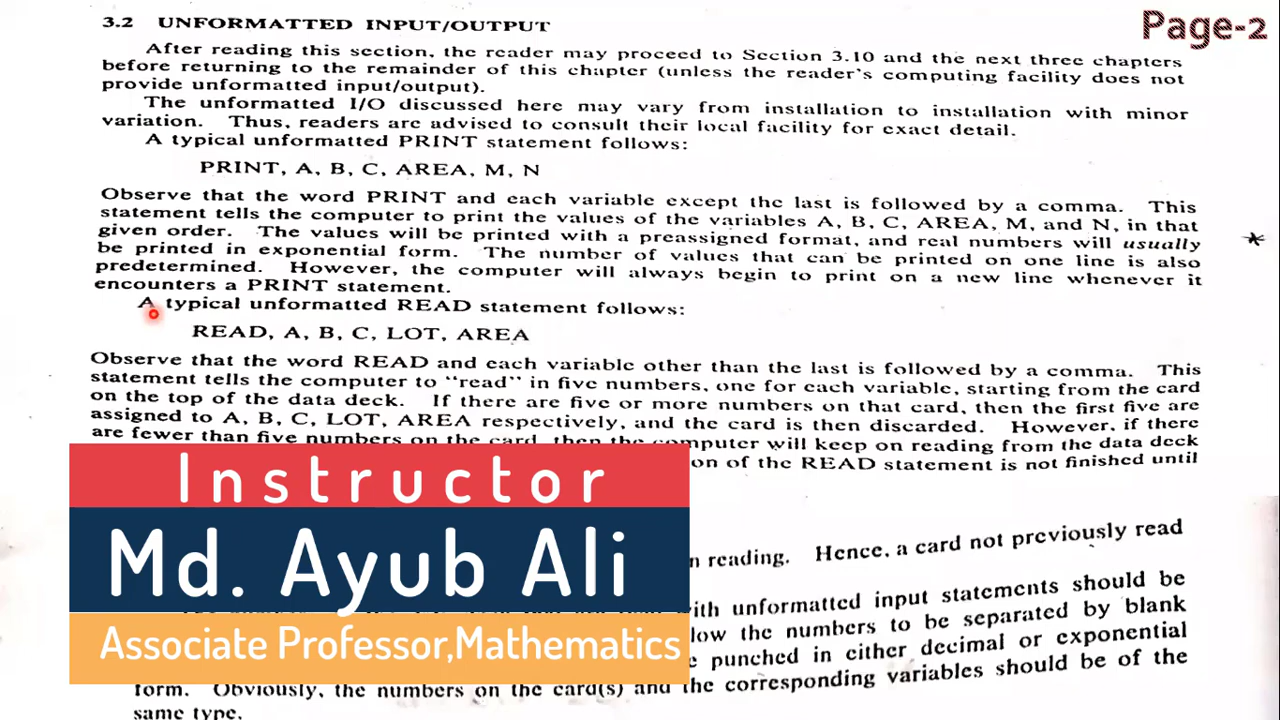 Page-2
3.2 UNFORMATTED INPUT/OUTPUT
After reading this section, the reader may proceed to Section 3.10 and the next three chapters
before returning to the remainder of this chapter (unless the reader's computing facility does not
provide unformatted input/output).
The unformatted I/O discussed here may vary from installation to installation with minor
variation. Thus, readers are advised to consult their local facility for exact detail.
A typical unformatted PRINT statement follows:
PRINT, A, B, C, AREA, M, N
Observe that the word PRINT and each variable except the last is followed by a comma. This
statement tells the computer to print the values of the variables A, B, C, AREA, M, and N, in that
given order. The values will be printed with a preassigned format, and real numbers will usually
be printed in exponential form. The number of values that can be printed on one line is also
predetermined. However, the computer will always begin to print on a new line whenever it
encounters a PRINT statement.
A typical unformatted READ statement follows:
READ, A, B, C, LOT, AREA
Observe that the word READ and each variable other than the last is followed by a comma. This
statement tells the computer to "read" in five numbers, one for each variable, starting from the card
on the top of the data deck. If there are five or more numbers on that card, then the first five are
assigned to A, B, C, LOT, AREA respectively, and the card is then discarded. However, if there
are fewer than five numbers on the card, then the computer will keep on reading from the data deck
on of the READ statement is not finished until
n reading. Hence, a card not previously read
with unformatted input statements should be
low the numbers to be separated by blank
e punched in either decimal or exponential
form. Obviously, the numbers on the card(s) and the corresponding variables should be of the
same type.
Instructor
Md. Ayub Ali
Associate Professor,Mathematics